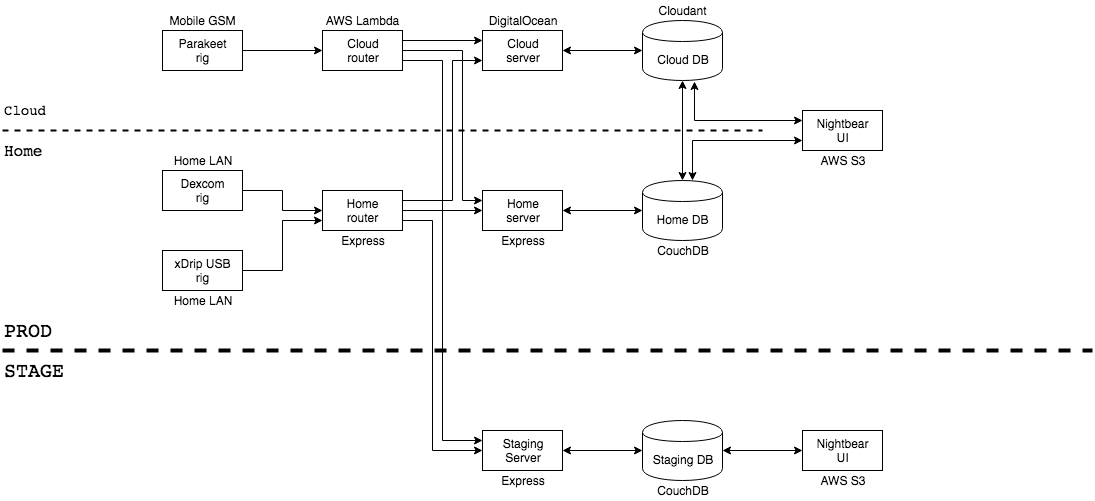 Mobile GSM
Parakeet
rig
AWS Lambda
Cloud
router
DigitalOcean
Cloud
server
Cloudant
Cloud DB
Cloud
Home
Nightbear
UI
AWS S3
Home LAN
Dexcom
rig
Home
router
Express
Home
server
Express
Home DB
CouchDB
xDrip USB
rig
Home LAN
PROD
STAGE
Staging
Server
Express
Staging DB
CouchDB
Nightbear
UI
AWS S3